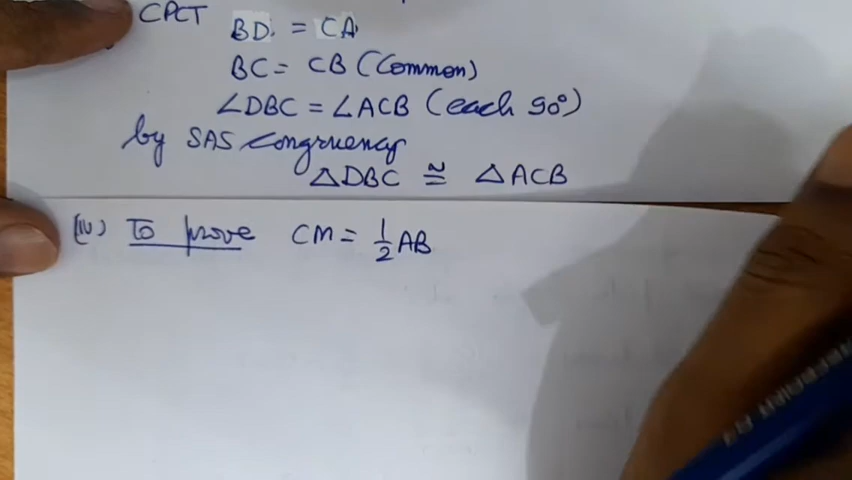 CPCT BD. = CA
BC = CB (Common)
∠DBC = ∠ACB (each 90°)
by SAS congruency
△DBC ≅ △ACB
(iv) To prove CM = 1/2 AB